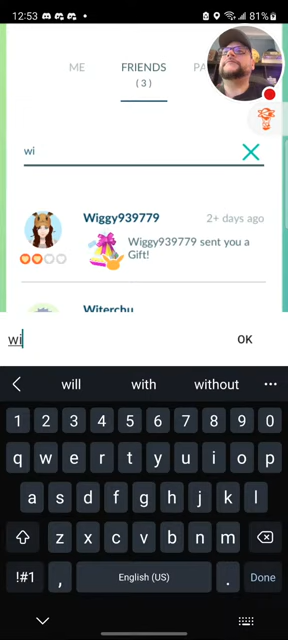 12:53
81%
ME FRIENDS PA
(3)
wi
Wiggy939779 2+ days ago
Wiggy939779 sent you a
Gift!
Witerchu
wi OK
will with without
1 2 3 4 5 6 7 8 9 0
q w e r t y u i o p
a s d f g h j k l
z x c v b n m
!#1 , English (US) . Done